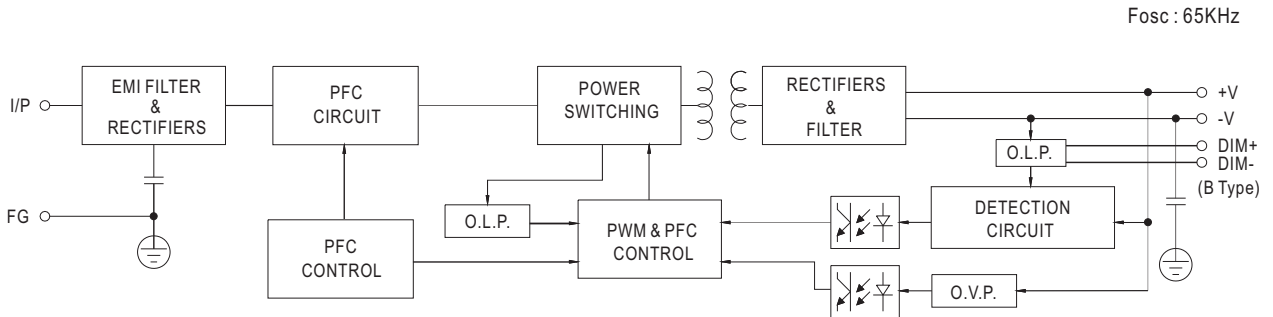 Fosc : 65KHz
I/P
EMI FILTER
&
RECTIFIERS
PFC
CIRCUIT
POWER
SWITCHING
RECTIFIERS
&
FILTER
+V
-V
DIM+
DIM-
(B Type)
O.L.P.
FG
PFC
CONTROL
O.L.P.
PWM & PFC
CONTROL
DETECTION
CIRCUIT
O.V.P.